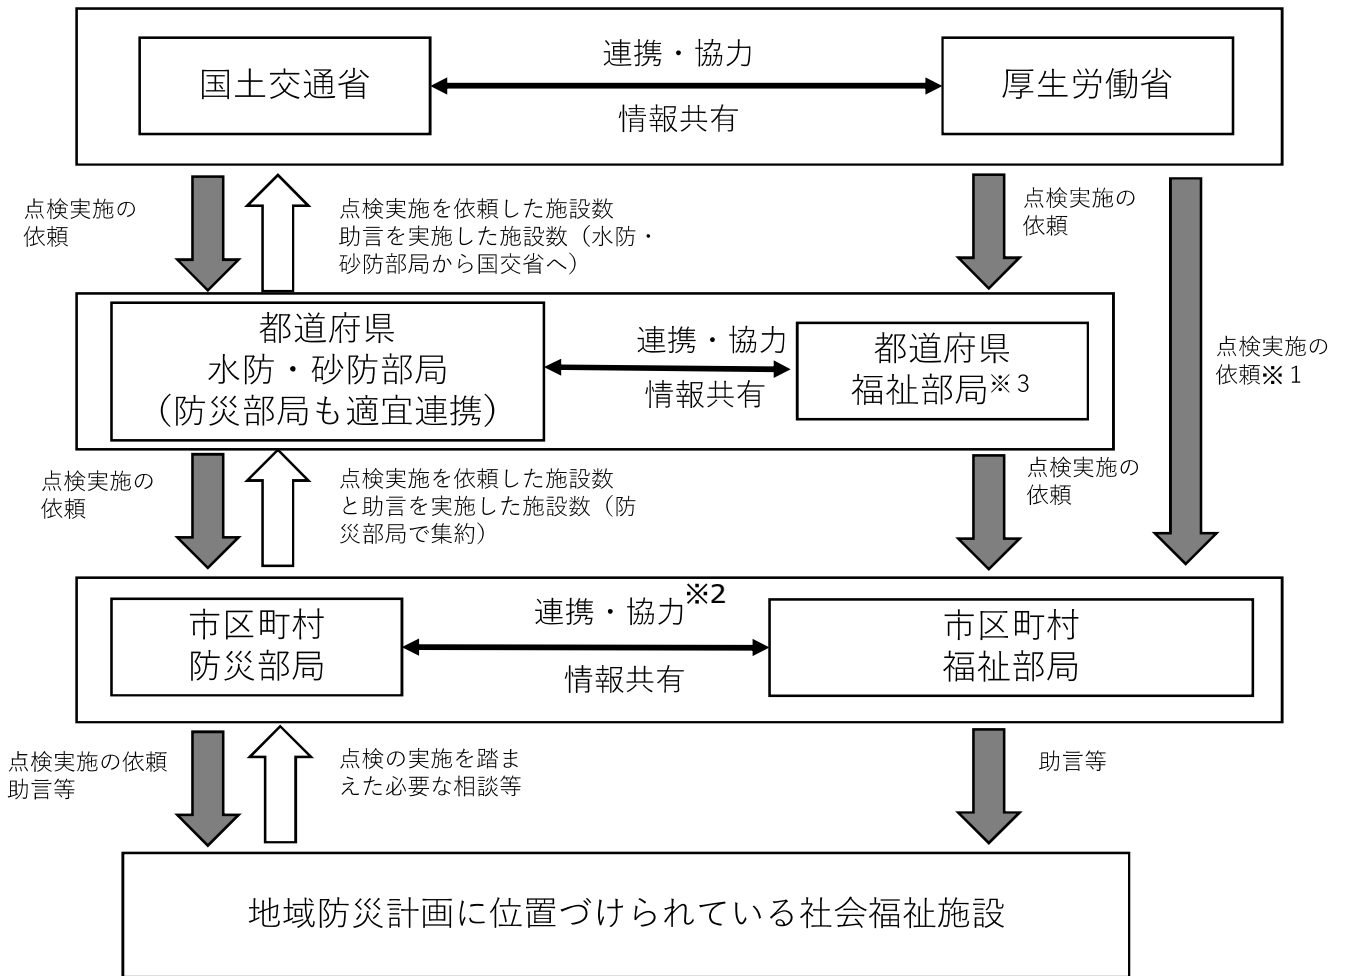 国土交通省
連携・協力
情報共有
厚生労働省
点検実施の
依頼
点検実施を依頼した施設数
助言を実施した施設数（水防・
砂防部局から国交省へ）
点検実施の
依頼
点検実施の
依頼※1
都道府県
水防・砂防部局
（防災部局も適宜連携）
連携・協力
情報共有
都道府県
福祉部局※3
点検実施の
依頼
点検実施を依頼した施設数
と助言を実施した施設数（防
災部局で集約）
点検実施の
依頼
市区町村
防災部局
連携・協力※2
情報共有
市区町村
福祉部局
点検実施の依頼
助言等
点検の実施を踏ま
えた必要な相談等
助言等
地域防災計画に位置づけられている社会福祉施設